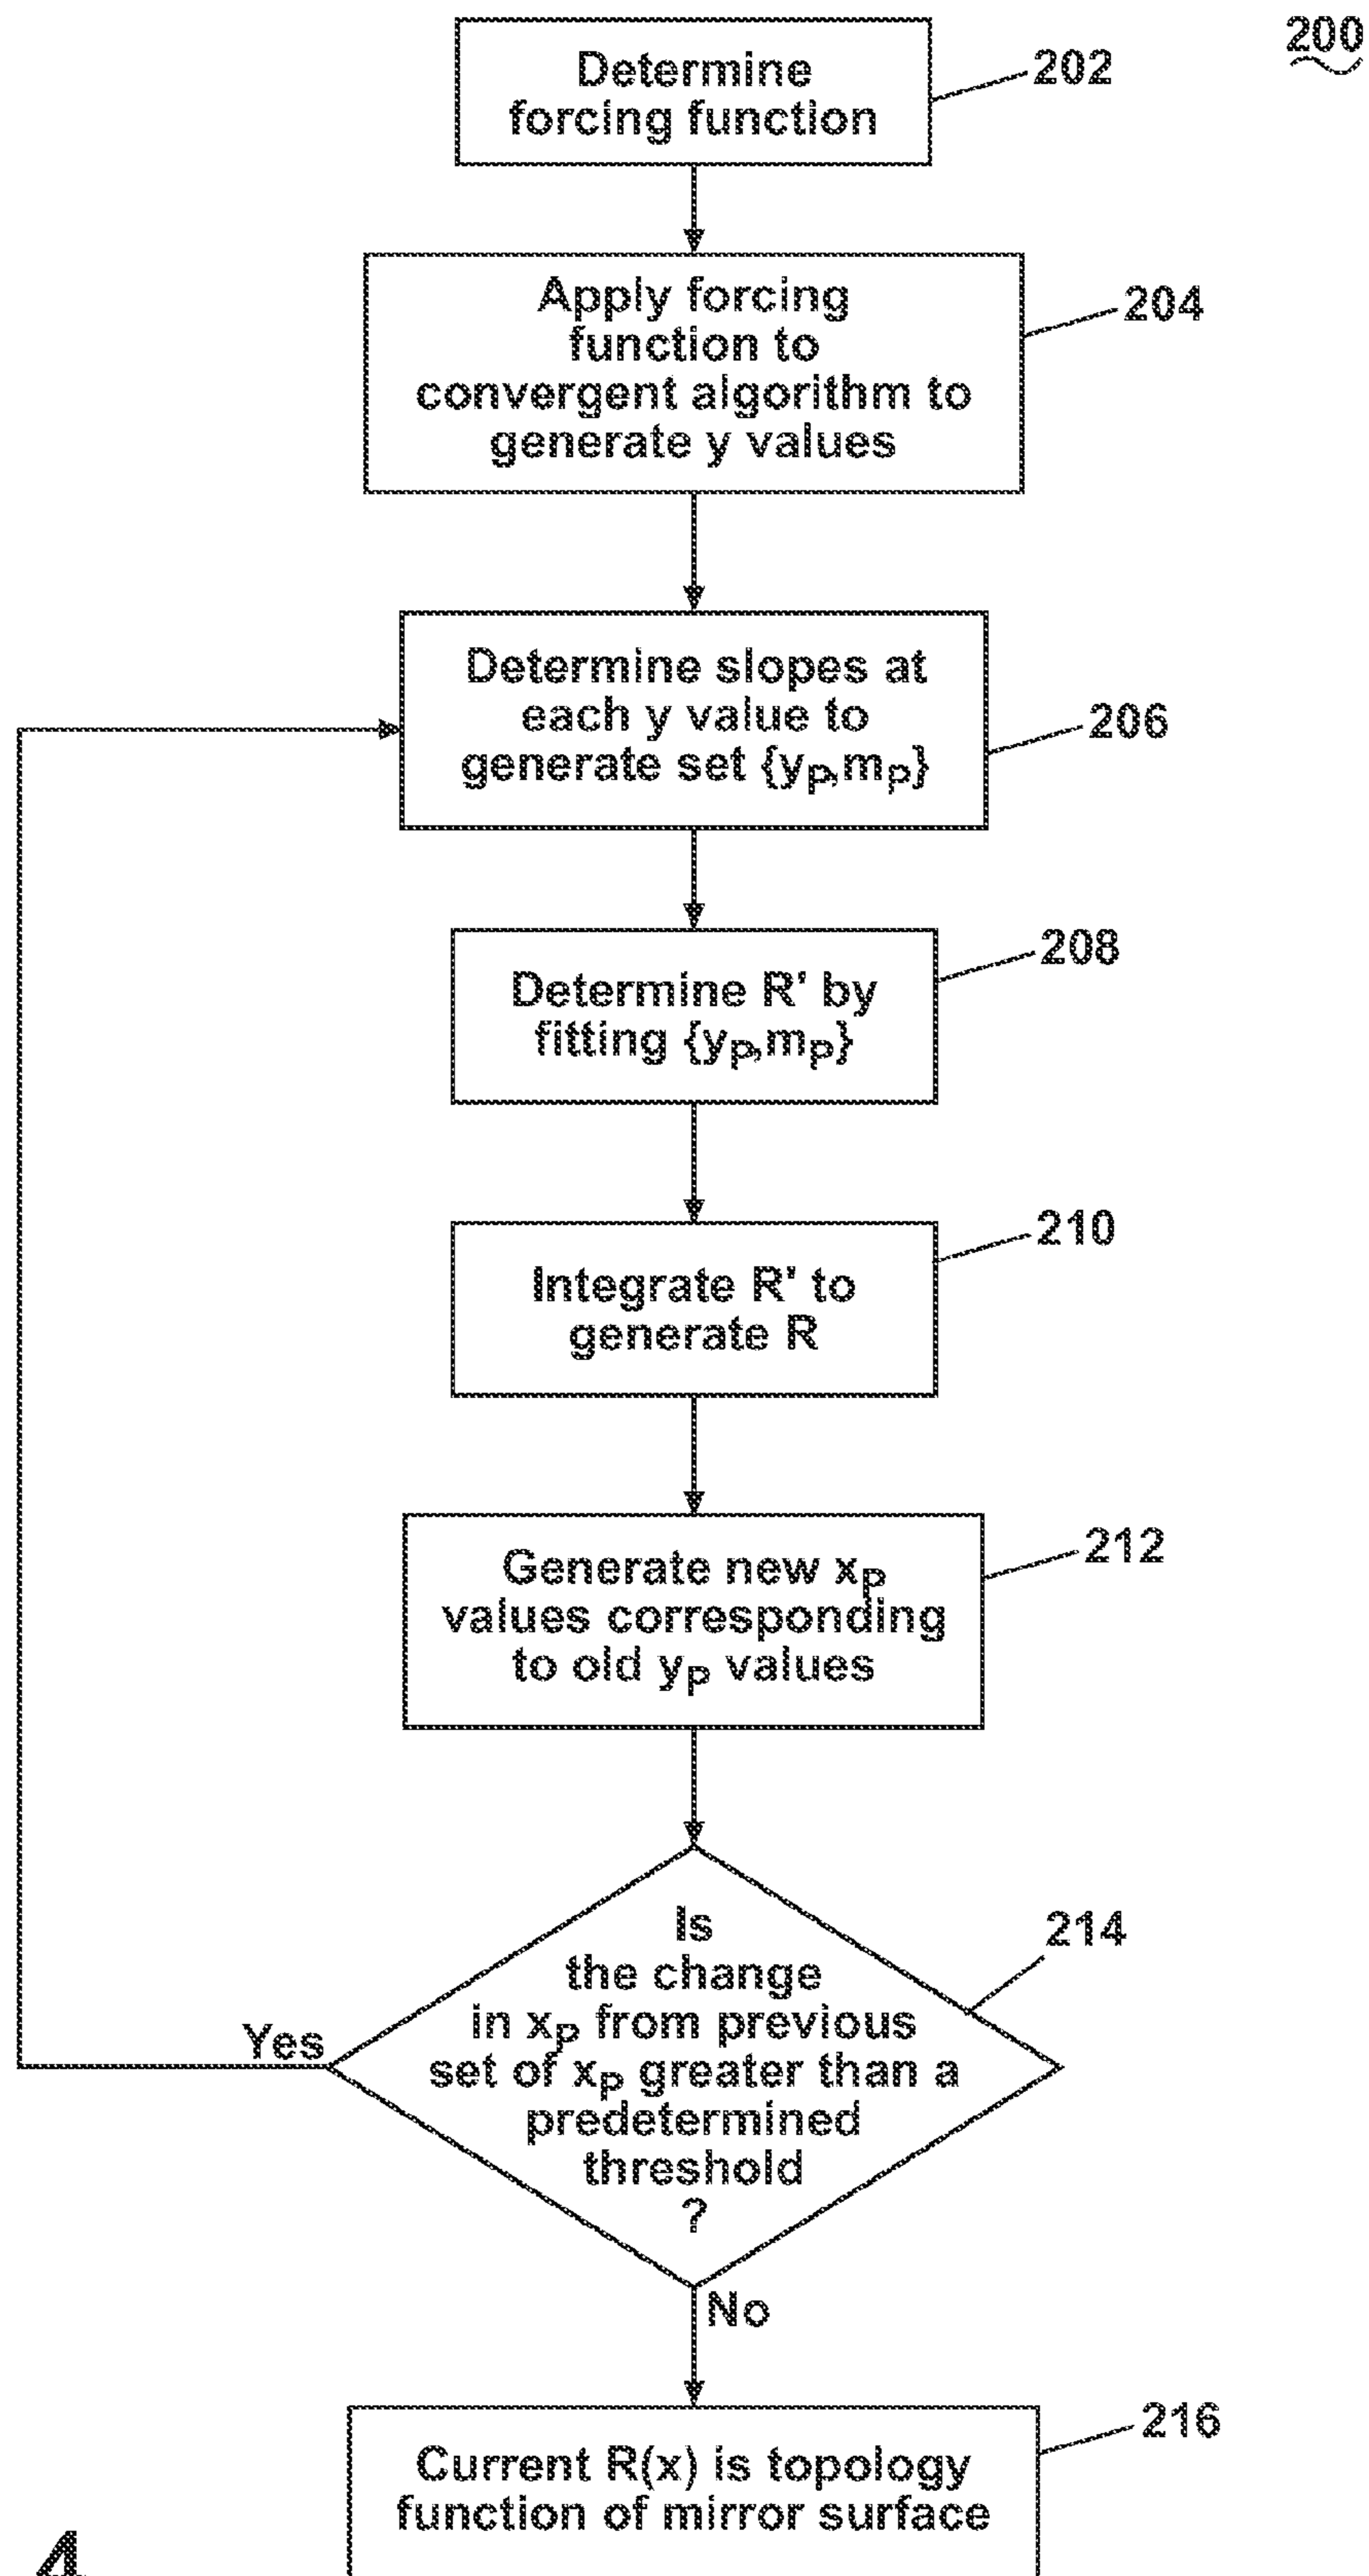 200
Determine
forcing function
202
Apply forcing
function to
convergent algorithm to
generate y values
204
Determine slopes at
each y value to
generate set {yP,mP}
206
Determine R' by
fitting {yP,mP}
208
Integrate R' to
generate R
210
Generate new xP
values corresponding
to old yP values
212
Is
the change
in xP from previous
set of xP greater than a
predetermined
threshold
?
214
Yes
No
Current R(x) is topology
function of mirror surface
216
4